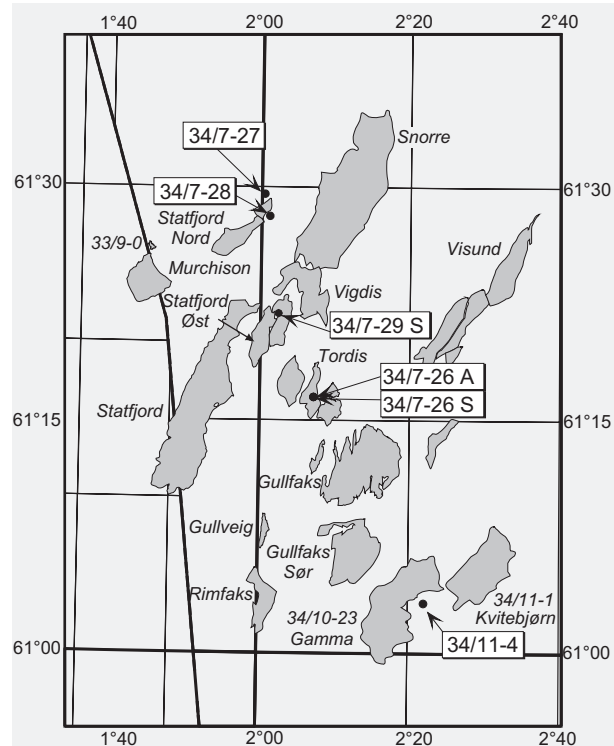 1°40 2°00 2°20 2°40
34/7-27
Snorre
61°30 61°30
34/7-28
Statfjord
Nord
33/9-0
Murchison
Visund
Statfjord
Øst
Vigdis
34/7-29 S
Tordis
34/7-26 A
34/7-26 S
Statfjord
61°15 61°15
Gullfaks
Gullveig
Gullfaks
Sør
Rimfaks
34/10-23
Gamma
34/11-1
Kvitebjørn
34/11-4
61°00 61°00
1°40 2°00 2°20 2°40